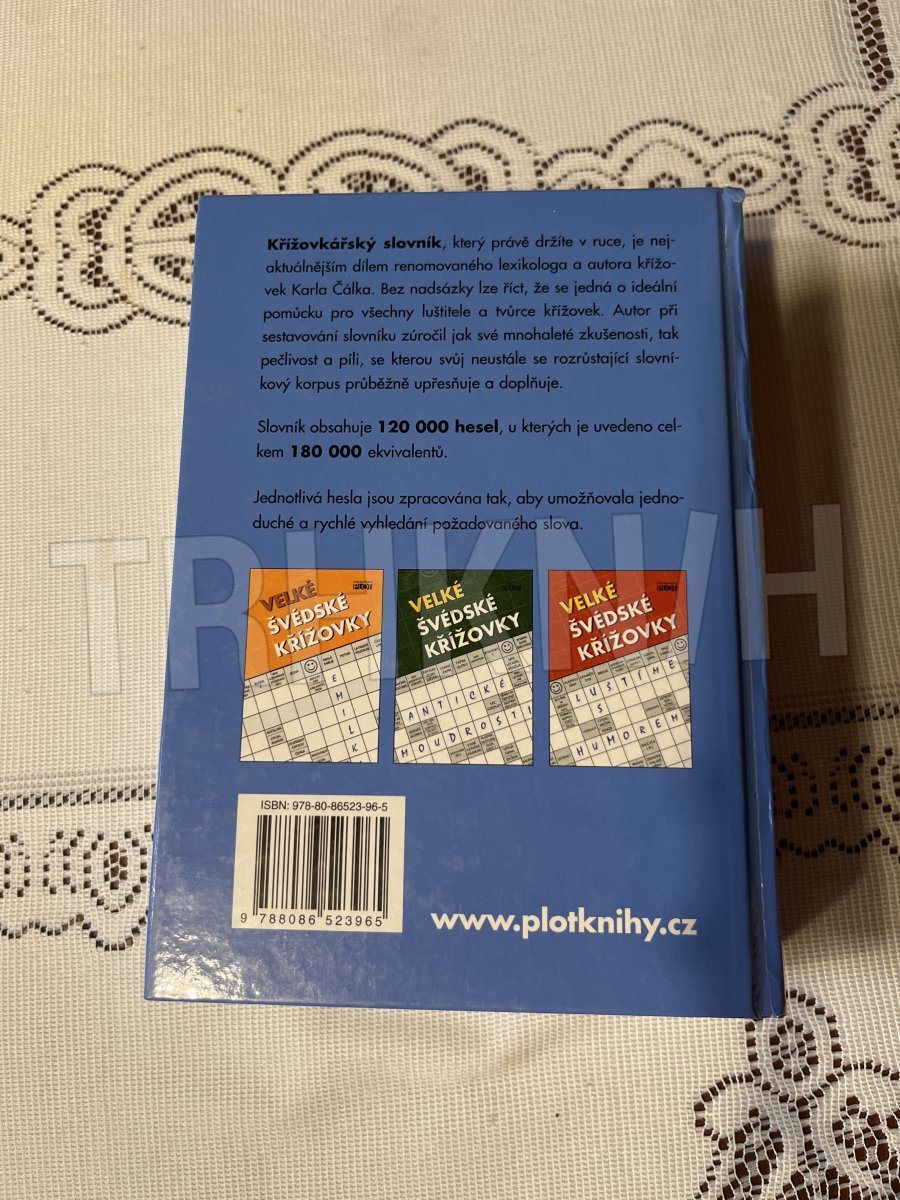 Křížovkářský slovník, který právě držíte v ruce, je nej-
aktuálnějším dílem renomovaného lexikologa a autora křížo-
vek Karla Čálka. Bez nadsázky lze říct, že se jedná o ideální
pomůcku pro všechny luštitele a tvůrce křížovek. Autor při
sestavování slovníku zúročil jak své mnohaleté zkušenosti, tak
pečlivost a píli, se kterou svůj neustále se rozrůstající slovní-
kový korpus průběžně upřesňuje a doplňuje.
Slovník obsahuje 120 000 hesel, u kterých je uvedeno cel-
kem 180 000 ekvivalentů.
Jednotlivá hesla jsou zpracována tak, aby umožňovala jedno-
duché a rychlé vyhledání požadovaného slova.
TRHKNIH
PLOT
VELKÉ
ŠVÉDSKÉ
KŘÍŽOVKY
EMILK
PLOT
VELKÉ
ŠVÉDSKÉ
KŘÍŽOVKY
ANTICKÉ
MOUDROSTI
PLOT
VELKÉ
ŠVÉDSKÉ
KŘÍŽOVKY
LUŠTÍME
S
HUMOREM
ISBN: 978-80-86523-96-5
9 788086 523965
www.plotknihy.cz